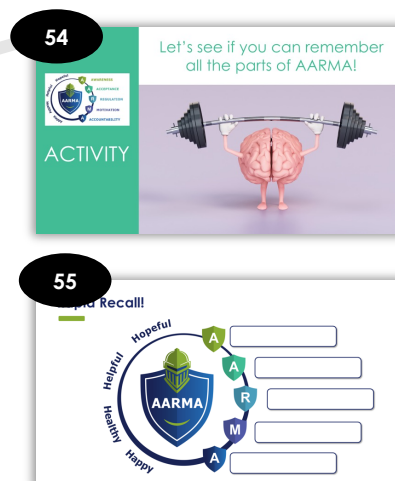 54
Let's see if you can remember
all the parts of AARMA!
Hopeful
AARMA
A AWARENESS
A ACCEPTANCE
R REGULATION
M MOTIVATION
A ACCOUNTABILITY
ACTIVITY
55
Recall!
Hopeful
Helpful
Healthy
Happy
AARMA
A
A
R
M
A